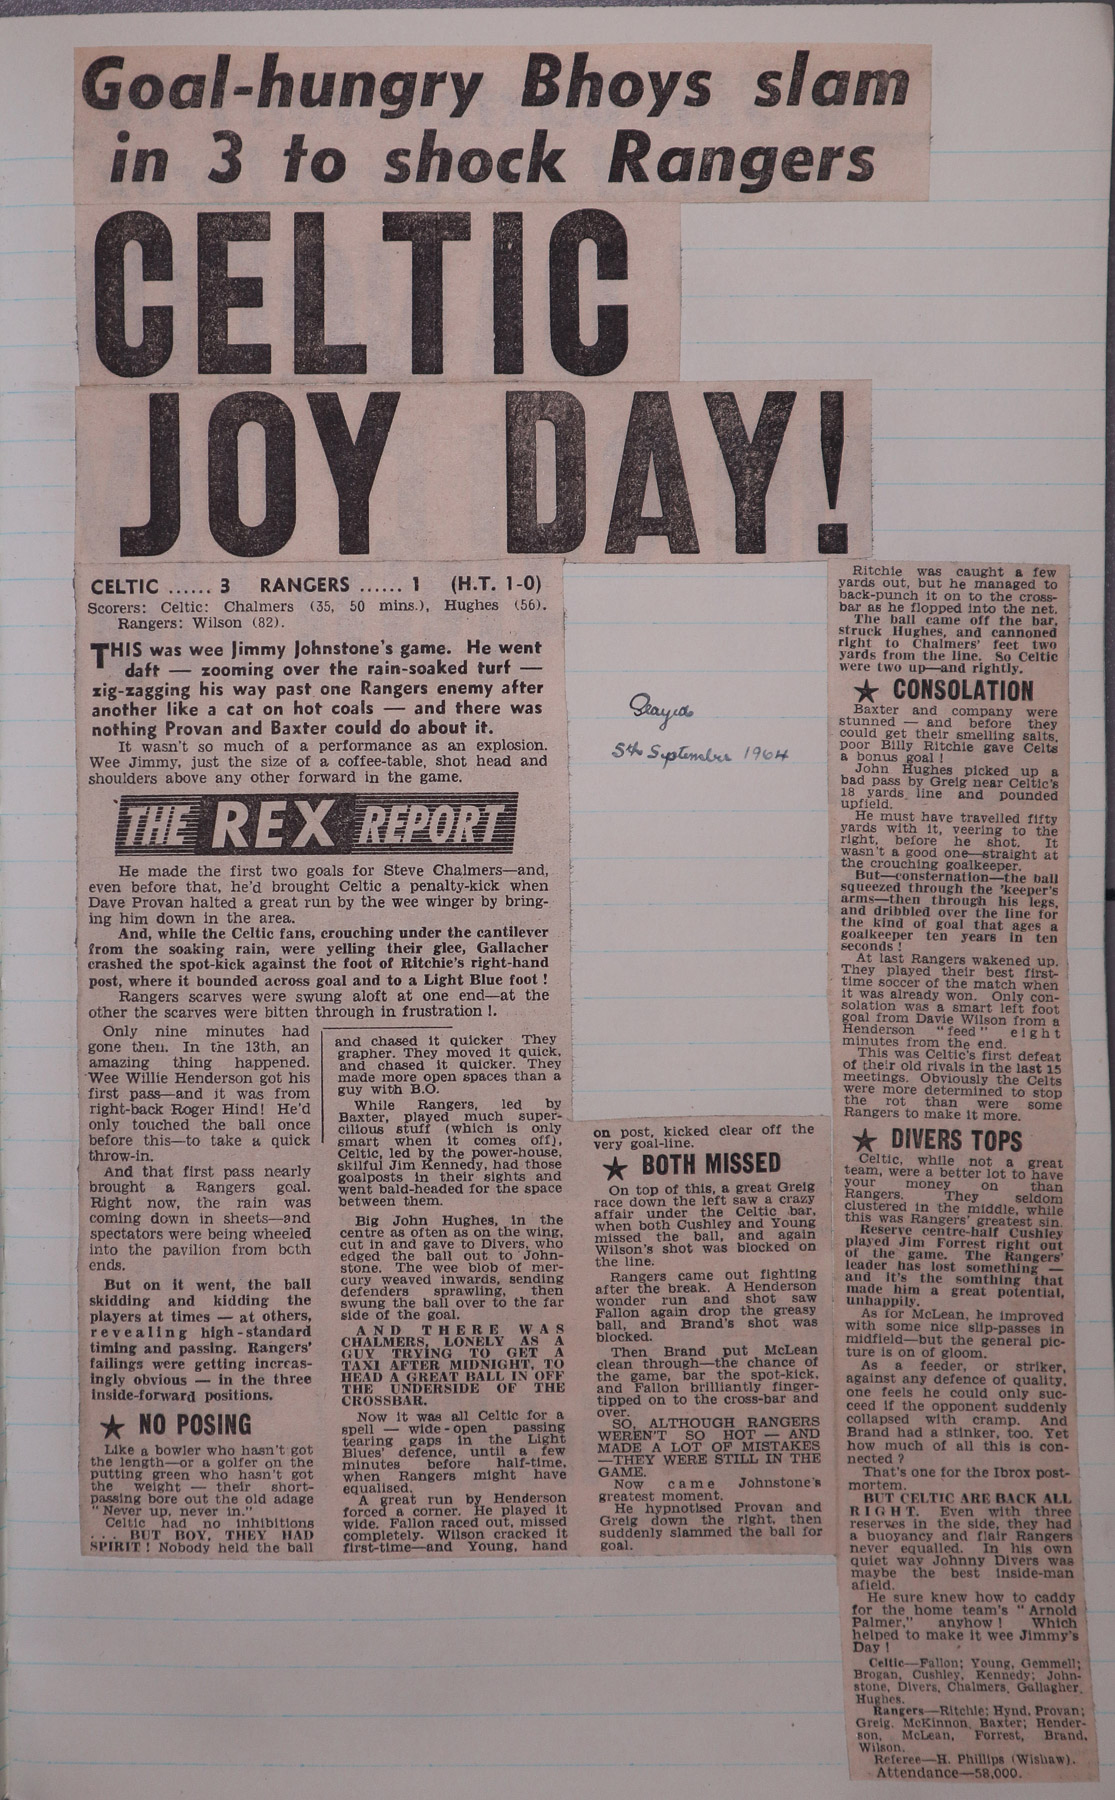 Goal-hungry Bhoys slam
in 3 to shock Rangers
CELTIC
JOY DAY!
CELTIC ...... 3 RANGERS ...... 1 (H.T. 1-0)
Scorers: Celtic: Chalmers (35, 50 mins.), Hughes (56).
Rangers: Wilson (82).
THIS was wee Jimmy Johnstone's game. He went
daft — zooming over the rain-soaked turf —
zig-zagging his way past one Rangers enemy after
another like a cat on hot coals — and there was
nothing Provan and Baxter could do about it.
It wasn't so much of a performance as an explosion.
Wee Jimmy, just the size of a coffee-table, shot head and
shoulders above any other forward in the game.
THE REX REPORT
He made the first two goals for Steve Chalmers—and,
even before that, he'd brought Celtic a penalty-kick when
Dave Provan halted a great run by the wee winger by bring-
ing him down in the area.
And, while the Celtic fans, crouching under the cantilever
from the soaking rain, were yelling their glee, Gallacher
crashed the spot-kick against the foot of Ritchie's right-hand
post, where it bounded across goal and to a Light Blue foot!
Rangers scarves were swung aloft at one end—at the
other the scarves were bitten through in frustration!.
Only nine minutes had
gone then. In the 13th, an
amazing thing happened.
Wee Willie Henderson got his
first pass—and it was from
right-back Roger Hind! He'd
only touched the ball once
before this—to take a quick
throw-in.
And that first pass nearly
brought a Rangers goal.
Right now, the rain was
coming down in sheets—and
spectators were being wheeled
into the pavilion from both
ends.
But on it went, the ball
skidding and kidding the
players at times — at others,
revealing high-standard
timing and passing. Rangers'
failings were getting increas-
ingly obvious — in the three
inside-forward positions.
★ NO POSING
Like a bowler who hasn't got
the length—or a golfer on the
putting green who hasn't got
the weight — their short-
passing bore out the old adage
"Never up, never in."
Celtic had no inhibitions
. . . BUT BOY, THEY HAD
SPIRIT! Nobody held the ball
and chased it quicker They
grapher. They moved it quick,
and chased it quicker. They
made more open spaces than a
guy with B.O.
While Rangers, led by
Baxter, played much super-
cilious stuff (which is only
smart when it comes off),
Celtic, led by the power-house,
skilful Jim Kennedy, had those
goalposts in their sights and
went bald-headed for the space
between them.
Big John Hughes, in the
centre as often as on the wing,
cut in and gave to Divers, who
edged the ball out to John-
stone. The wee blob of mer-
cury weaved inwards, sending
defenders sprawling, then
swung the ball over to the far
side of the goal.
AND THERE WAS
CHALMERS, LONELY AS A
GUY TRYING TO GET A
TAXI AFTER MIDNIGHT, TO
HEAD A GREAT BALL IN OFF
THE UNDERSIDE OF THE
CROSSBAR.
Now it was all Celtic for a
spell — wide-open passing
tearing gaps in the Light
Blues' defence, until a few
minutes before half-time,
when Rangers might have
equalised.
A great run by Henderson
forced a corner. He played it
wide. Fallon raced out, missed
completely. Wilson cracked it
first-time—and Young, hand
Seayrds
5th September 1964
on post, kicked clear off the
very goal-line.
★ BOTH MISSED
On top of this, a great Greig
race down the left saw a crazy
affair under the Celtic bar,
when both Cushley and Young
missed the ball, and again
Wilson's shot was blocked on
the line.
Rangers came out fighting
after the break. A Henderson
wonder run and shot saw
Fallon again drop the greasy
ball, and Brand's shot was
blocked.
Then Brand put McLean
clean through—the chance of
the game, bar the spot-kick,
and Fallon brilliantly finger-
tipped on to the cross-bar and
over.
SO, ALTHOUGH RANGERS
WEREN'T SO HOT — AND
MADE A LOT OF MISTAKES
—THEY WERE STILL IN THE
GAME.
Now came Johnstone's
greatest moment.
He hypnotised Provan and
Greig down the right, then
suddenly slammed the ball for
goal.
Ritchie was caught a few
yards out, but he managed to
back-punch it on to the cross-
bar as he flopped into the net.
The ball came off the bar,
struck Hughes, and cannoned
right to Chalmers' feet two
yards from the line. So Celtic
were two up—and rightly.
★ CONSOLATION
Baxter and company were
stunned — and before they
could get their smelling salts,
poor Billy Ritchie gave Celts
a bonus goal!
John Hughes picked up a
bad pass by Greig near Celtic's
18 yards line and pounded
upfield.
He must have travelled fifty
yards with it, veering to the
right, before he shot. It
wasn't a good one—straight at
the crouching goalkeeper.
But—consternation—the ball
squeezed through the 'keeper's
arms—then through his legs,
and dribbled over the line for
the kind of goal that ages a
goalkeeper ten years in ten
seconds!
At last Rangers wakened up.
They played their best first-
time soccer of the match when
it was already won. Only con-
solation was a smart left foot
goal from Davie Wilson from a
Henderson "feed" eight
minutes from the end.
This was Celtic's first defeat
of their old rivals in the last 15
meetings. Obviously the Celts
were more determined to stop
the rot than were some
Rangers to make it more.
★ DIVERS TOPS
Celtic, while not a great
team, were a better lot to have
your money on than
Rangers. They seldom
clustered in the middle, while
this was Rangers' greatest sin.
Reserve centre-half Cushley
played Jim Forrest right out
of the game. The Rangers'
leader has lost something —
and it's the somthing that
made him a great potential,
unhappily.
As for McLean, he improved
with some nice slip-passes in
midfield—but the general pic-
ture is on of gloom.
As a feeder, or striker,
against any defence of quality,
one feels he could only suc-
ceed if the opponent suddenly
collapsed with cramp. And
Brand had a stinker, too. Yet
how much of all this is con-
nected?
That's one for the Ibrox post-
mortem.
BUT CELTIC ARE BACK ALL
RIGHT. Even with three
reserves in the side, they had
a buoyancy and flair Rangers
never equalled. In his own
quiet way Johnny Divers was
maybe the best inside-man
afield.
He sure knew how to caddy
for the home team's "Arnold
Palmer," anyhow! Which
helped to make it wee Jimmy's
Day!
Celtic—Fallon; Young, Gemmell;
Brogan, Cushley, Kennedy; John-
stone, Divers, Chalmers, Gallagher,
Hughes.
Rangers—Ritchie; Hynd, Provan;
Greig, McKinnon, Baxter; Hender-
son, McLean, Forrest, Brand,
Wilson.
Referee—H. Phillips (Wishaw).
Attendance—58,000.